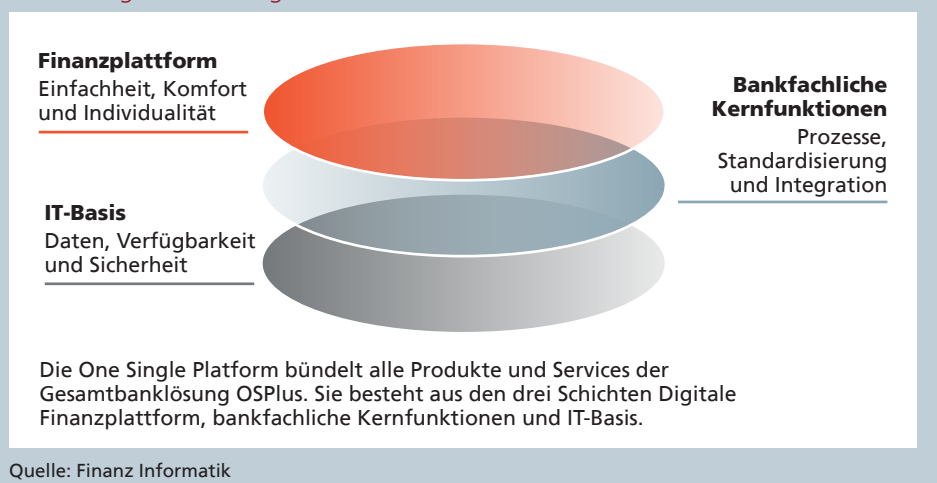 Finanzplattform
Einfachheit, Komfort
und Individualität
Bankfachliche
Kernfunktionen
Prozesse,
Standardisierung
und Integration
IT-Basis
Daten, Verfügbarkeit
und Sicherheit
Die One Single Platform bündelt alle Produkte und Services der
Gesamtbanklösung OSPlus. Sie besteht aus den drei Schichten Digitale
Finanzplattform, bankfachliche Kernfunktionen und IT-Basis.
Quelle: Finanz Informatik